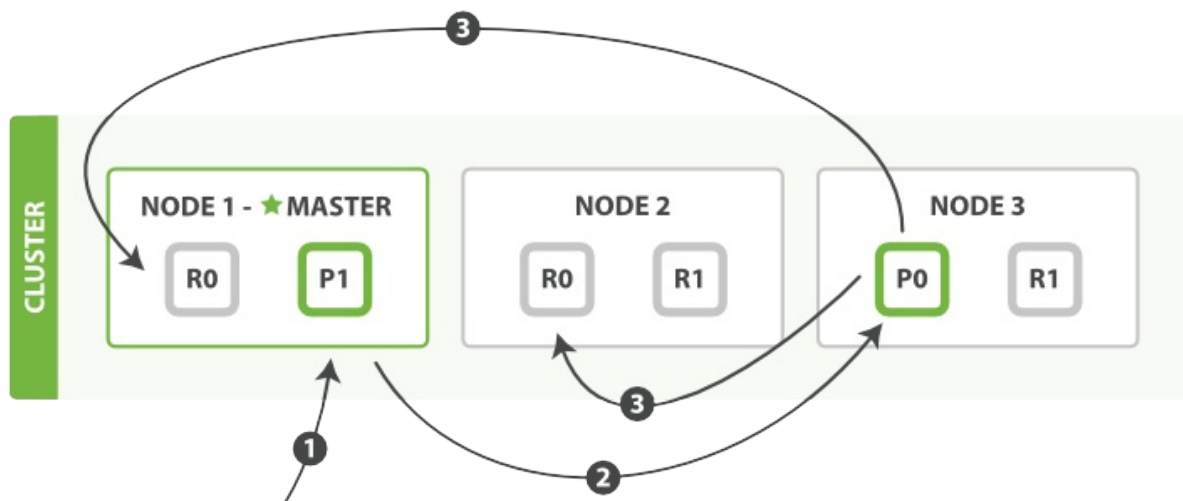 3
CLUSTER
NODE 1 - ★ MASTER
R0
P1
NODE 2
R0
R1
NODE 3
P0
R1
3
1
2